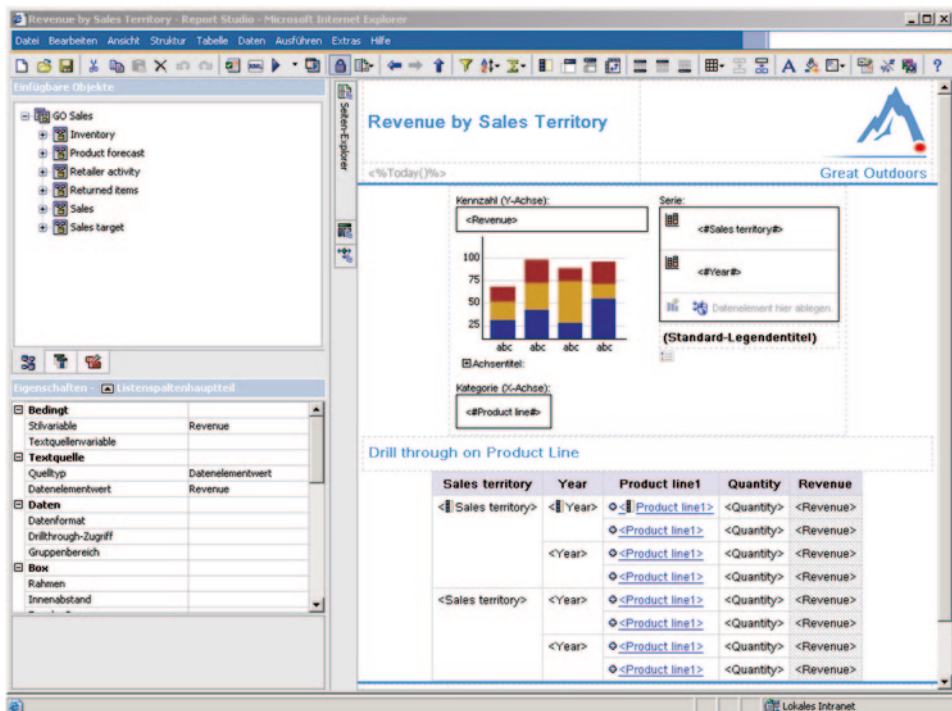 Revenue by Sales Territory - Report Studio - Microsoft Internet Explorer
Datei Bearbeiten Ansicht Struktur Tabelle Daten Ausführen Extras Hilfe
Einfügbare Objekte
GO Sales
Inventory
Product forecast
Retailer activity
Returned items
Sales
Sales target
Eigenschaften - Listenspaltenhauptteil
Bedingt
Stilvariable Revenue
Textquellenvariable
Textquelle
Quelltyp Datenelementwert
Datenelementwert Revenue
Daten
Datenformat
Drillthrough-Zugriff
Gruppenbereich
Box
Rahmen
Innenabstand
Seiten-Explorer
Revenue by Sales Territory
<%Today()%>
Great Outdoors
Kennzahl (Y-Achse):
<Revenue>
100
75
50
25
abc abc abc abc
Achsentitel:
Kategorie (X-Achse):
<#Product line#>
Serie:
<#Sales territory#>
<#Year#>
Datenelement hier ablegen.
(Standard-Legendentitel)
Drill through on Product Line
Sales territory Year Product line1 Quantity Revenue
<Sales territory> <Year> <Product line1> <Quantity> <Revenue>
<Product line1> <Quantity> <Revenue>
<Year> <Product line1> <Quantity> <Revenue>
<Product line1> <Quantity> <Revenue>
<Sales territory> <Year> <Product line1> <Quantity> <Revenue>
<Product line1> <Quantity> <Revenue>
<Year> <Product line1> <Quantity> <Revenue>
<Product line1> <Quantity> <Revenue>
Lokales Intranet